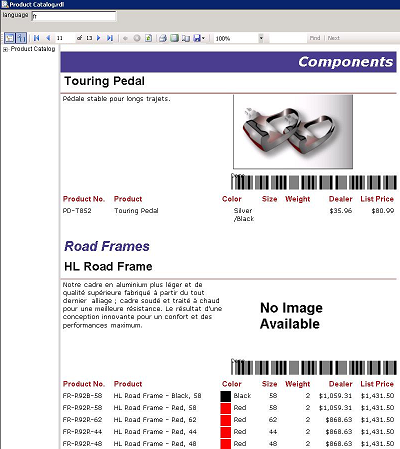 Product Catalog.rdl
language fr
11 of 13 100% Find | Next
Product Catalog
Components
Touring Pedal
Pédale stable pour longs trajets.
Product No. Product Color Size Weight Dealer List Price
PD-T852 Touring Pedal Silver /Black $35.96 $80.99
Road Frames
HL Road Frame
Notre cadre en aluminium plus léger et de
qualité supérieure fabriqué à partir du tout
dernier alliage ; cadre soudé et traité à chaud
pour une meilleure résistance. Le résultat d'une
conception innovante pour un confort et des
performances maximum.
No Image
Available
Product No. Product Color Size Weight Dealer List Price
FR-R92B-58 HL Road Frame - Black, 58 Black 58 2 $1,059.31 $1,431.50
FR-R92R-58 HL Road Frame - Red, 58 Red 58 2 $1,059.31 $1,431.50
FR-R92R-62 HL Road Frame - Red, 62 Red 62 2 $868.63 $1,431.50
FR-R92R-44 HL Road Frame - Red, 44 Red 44 2 $868.63 $1,431.50
FR-R92R-48 HL Road Frame - Red, 48 Red 48 2 $868.63 $1,431.50